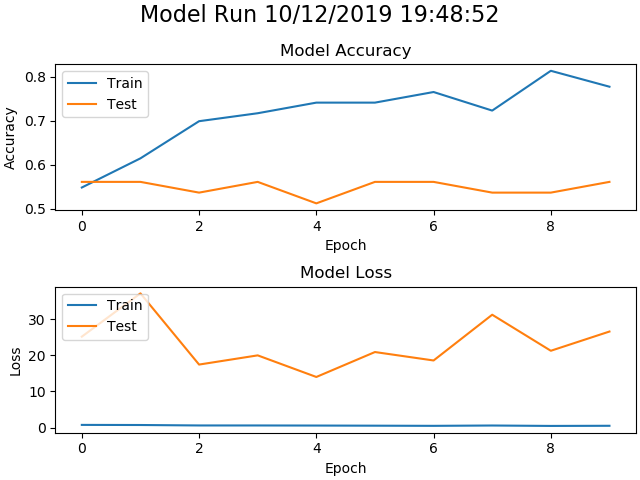 Model Run 10/12/2019 19:48:52
Model Accuracy
Accuracy
0.8
0.7
0.6
0.5
Train
Test
0 2 4 6 8
Epoch
Model Loss
Loss
30
20
10
0
Train
Test
0 2 4 6 8
Epoch